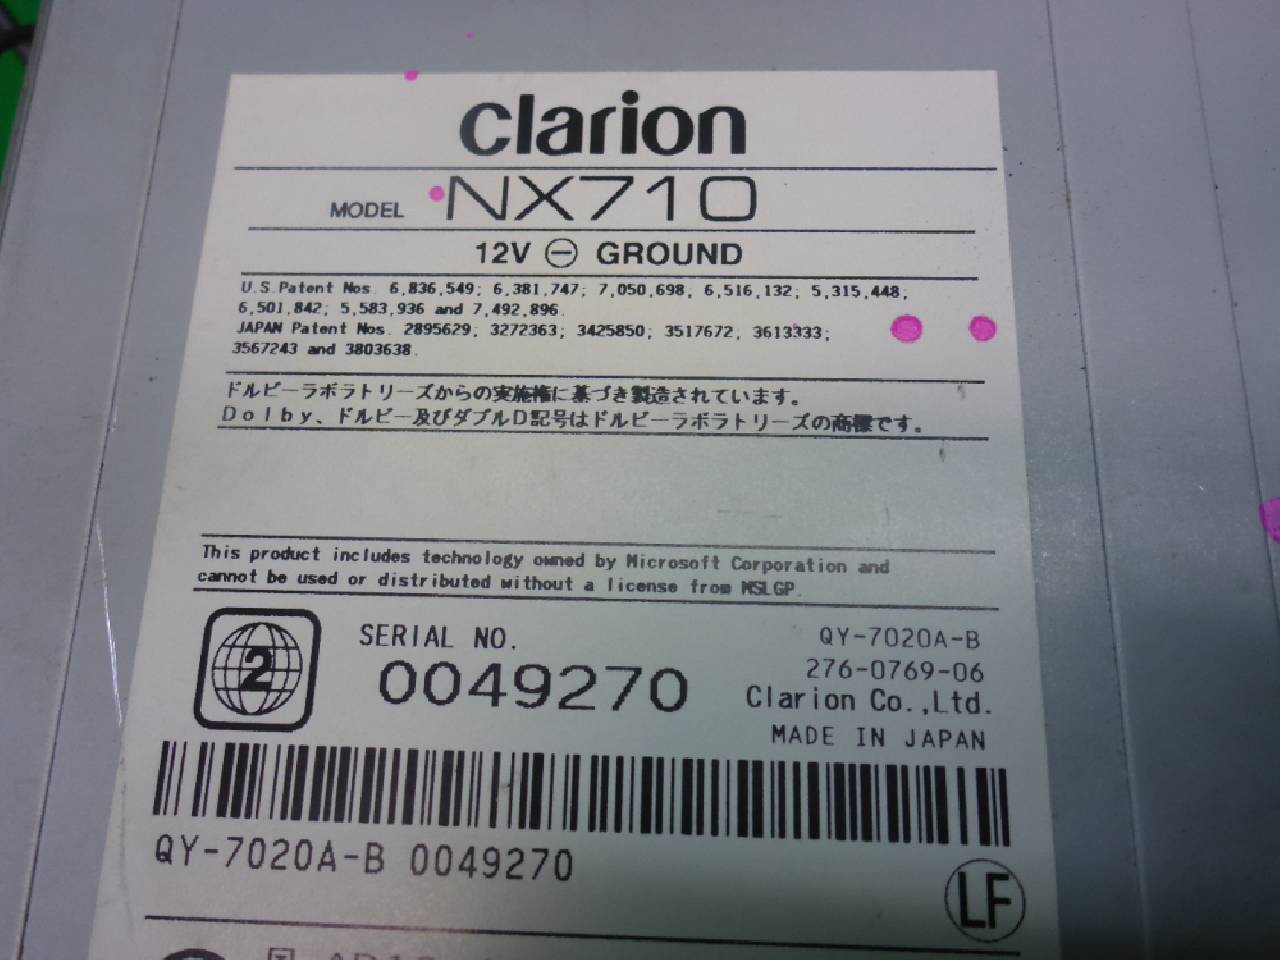 clarion
MODEL NX710
12V ⊖ GROUND
U.S.Patent Nos. 6,836,549; 6,381,747; 7,050,698; 6,516,132; 5,315,448;
6,501,842; 5,583,936 and 7,492,896.
JAPAN Patent Nos. 2895629; 3272363; 3425850; 3517672, 3613333;
3567243 and 3803638.
ドルビーラボラトリーズからの実施権に基づき製造されています。
Dolby、ドルビー及びダブルD記号はドルビーラボラトリーズの商標です。
This product includes technology owned by Microsoft Corporation and
cannot be used or distributed without a license from MSLGP.
2
SERIAL NO.
0049270
QY-7020A-B
276-0769-06
Clarion Co.,Ltd.
MADE IN JAPAN
QY-7020A-B 0049270
LF